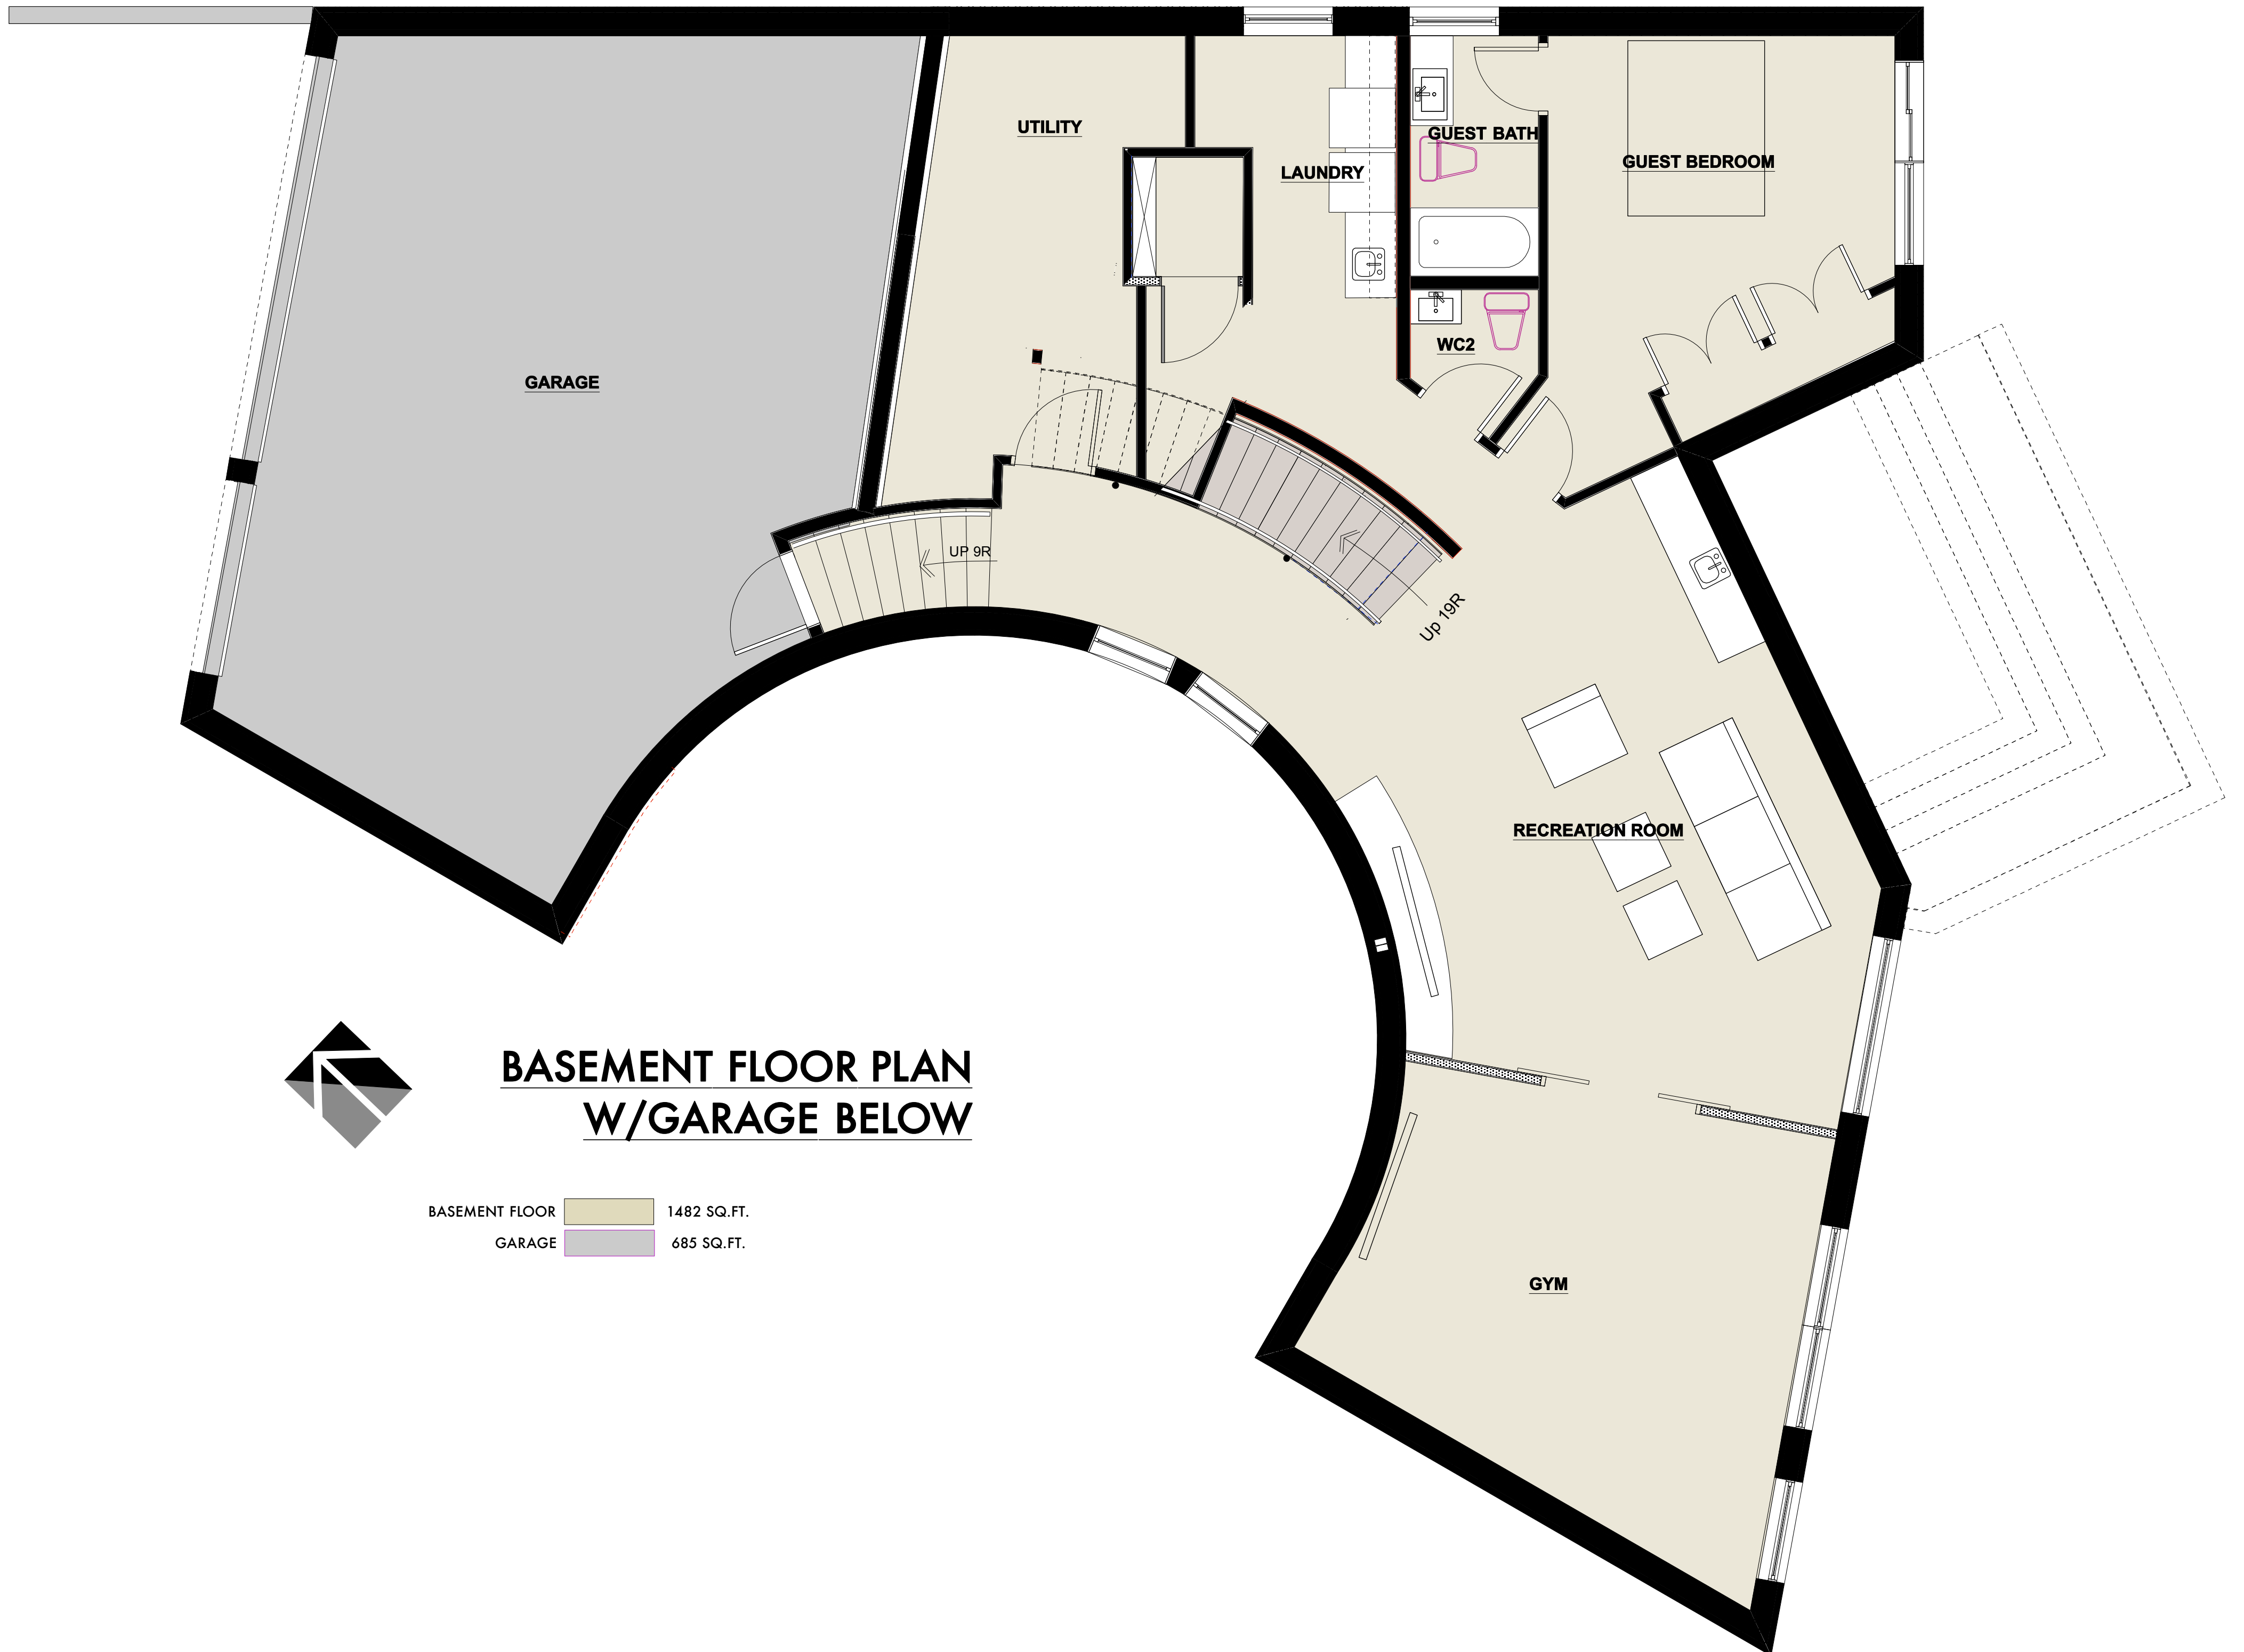 UTILITY
GUEST BATH
GUEST BEDROOM
LAUNDRY
WC2
GARAGE
UP 9R
Up 19R
RECREATION ROOM
GYM
BASEMENT FLOOR PLAN
W/GARAGE BELOW
BASEMENT FLOOR 1482 SQ.FT.
GARAGE 685 SQ.FT.